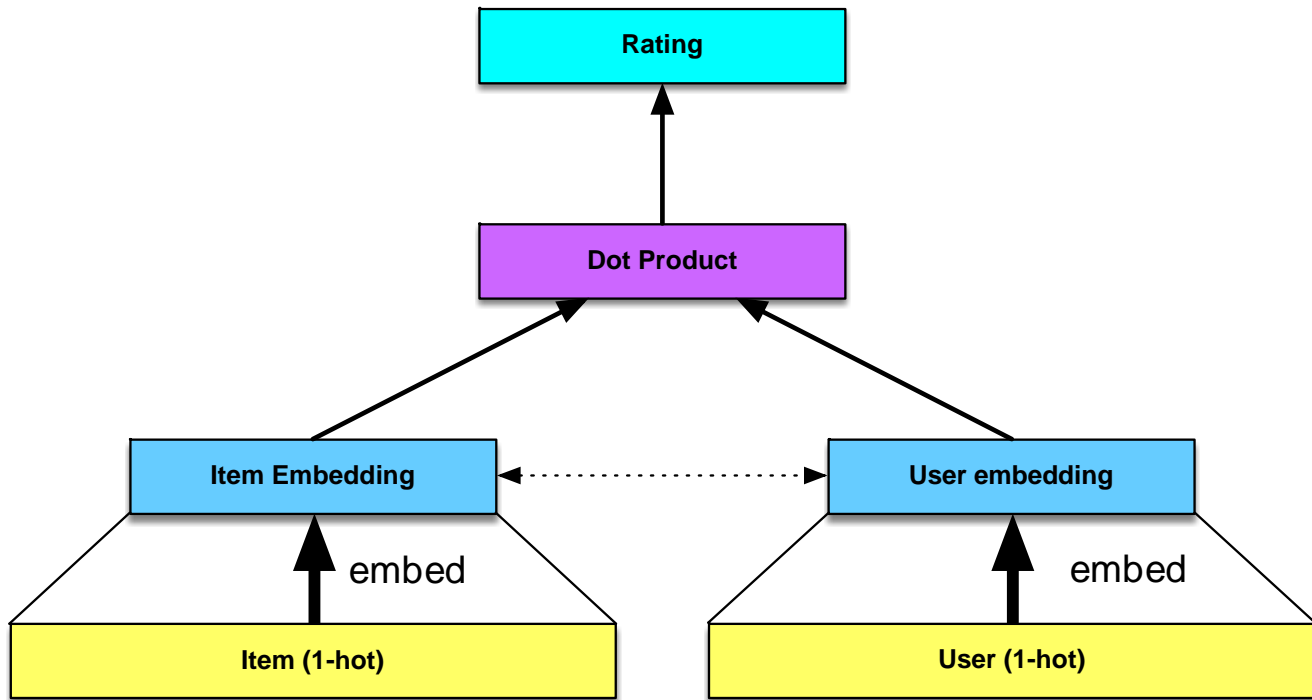 Rating
Dot Product
Item Embedding
User embedding
embed
embed
Item (1-hot)
User (1-hot)